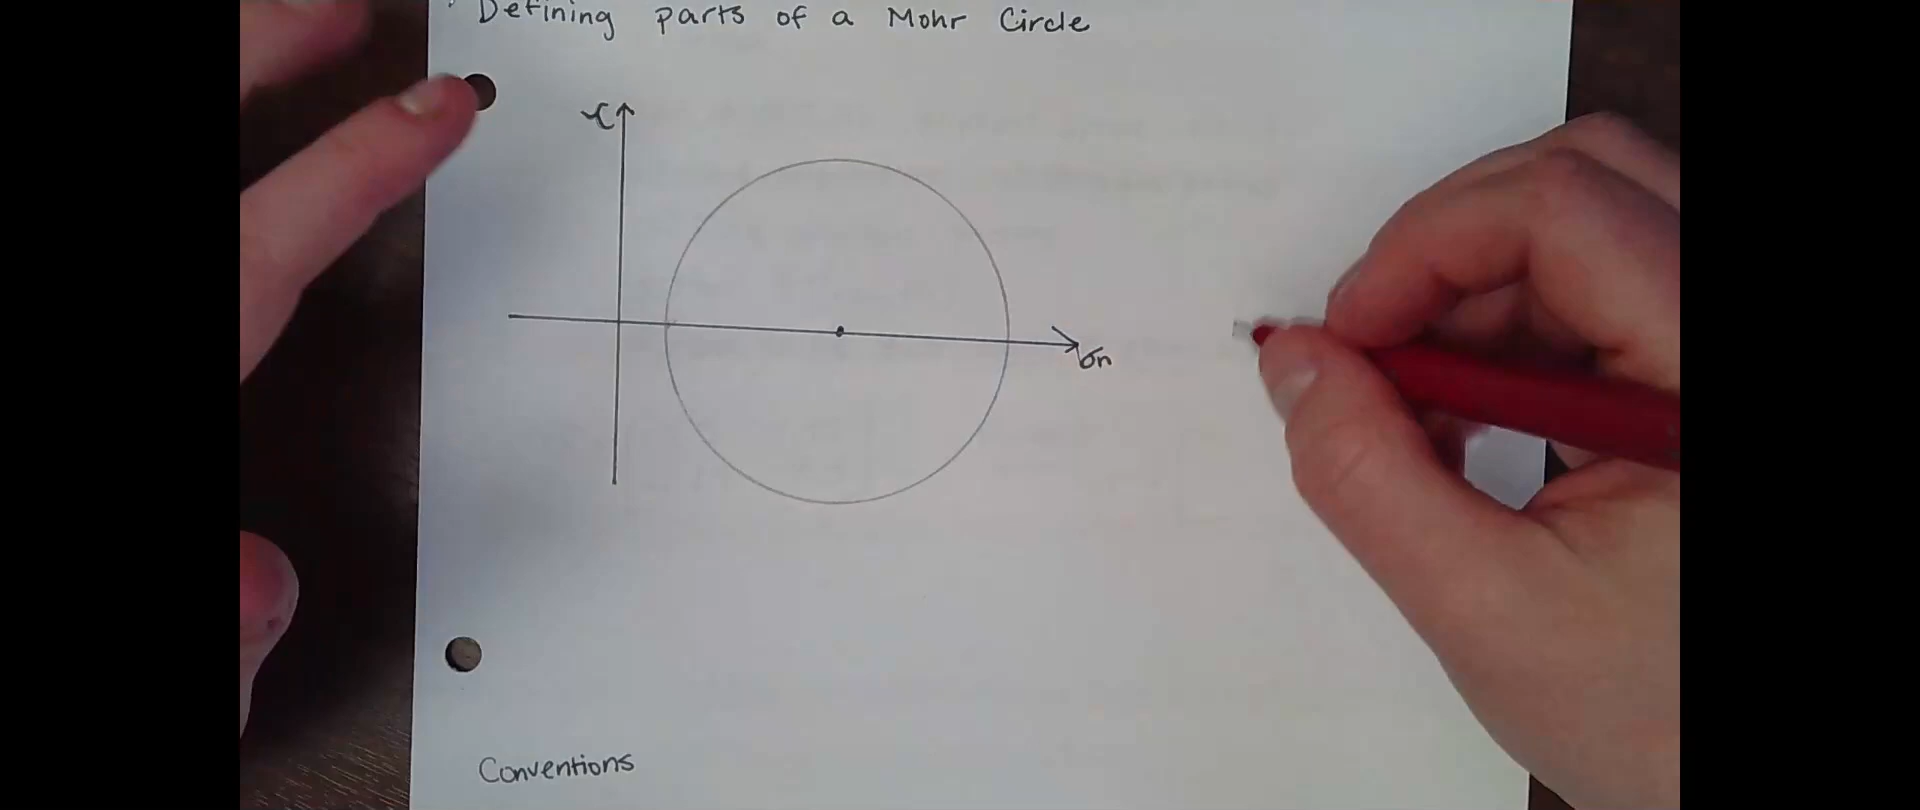 Defining parts of a Mohr Circle
τ
σn
Conventions